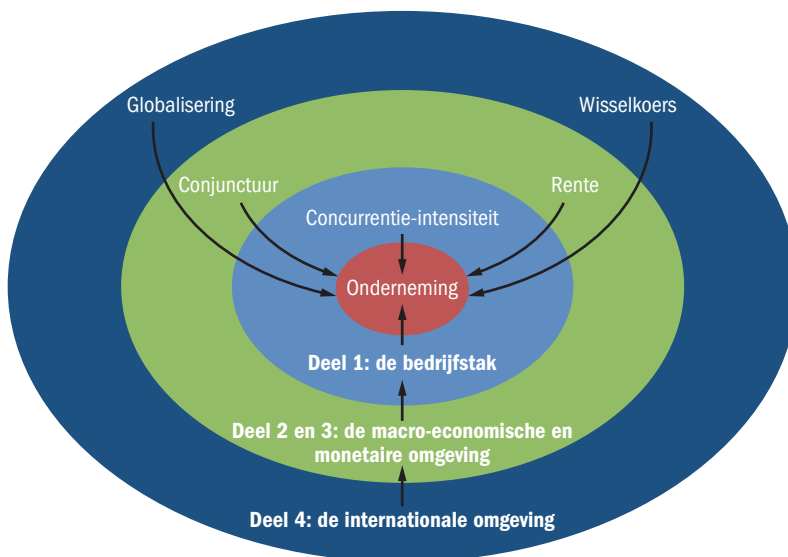 Globalisering
Wisselkoers
Conjunctuur
Rente
Concurrentie-intensiteit
Onderneming
Deel 1: de bedrijfstak
Deel 2 en 3: de macro-economische en
monetaire omgeving
Deel 4: de internationale omgeving